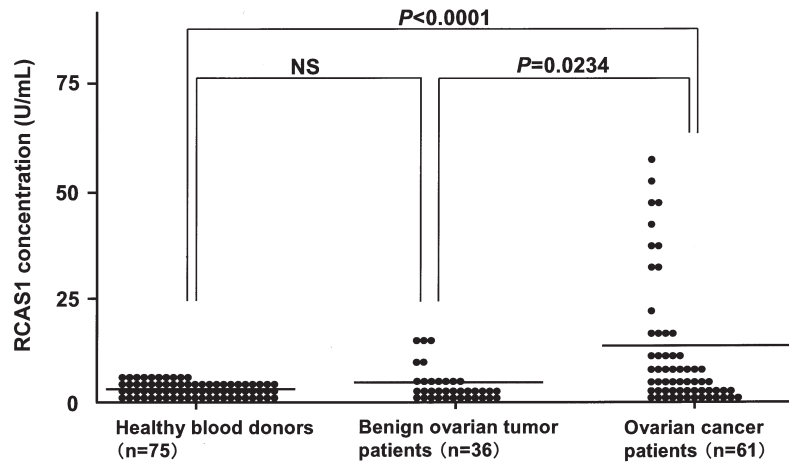 P<0.0001
NS
P=0.0234
RCAS1 concentration (U/mL)
75
50
25
0
Healthy blood donors
(n=75)
Benign ovarian tumor
patients (n=36)
Ovarian cancer
patients (n=61)